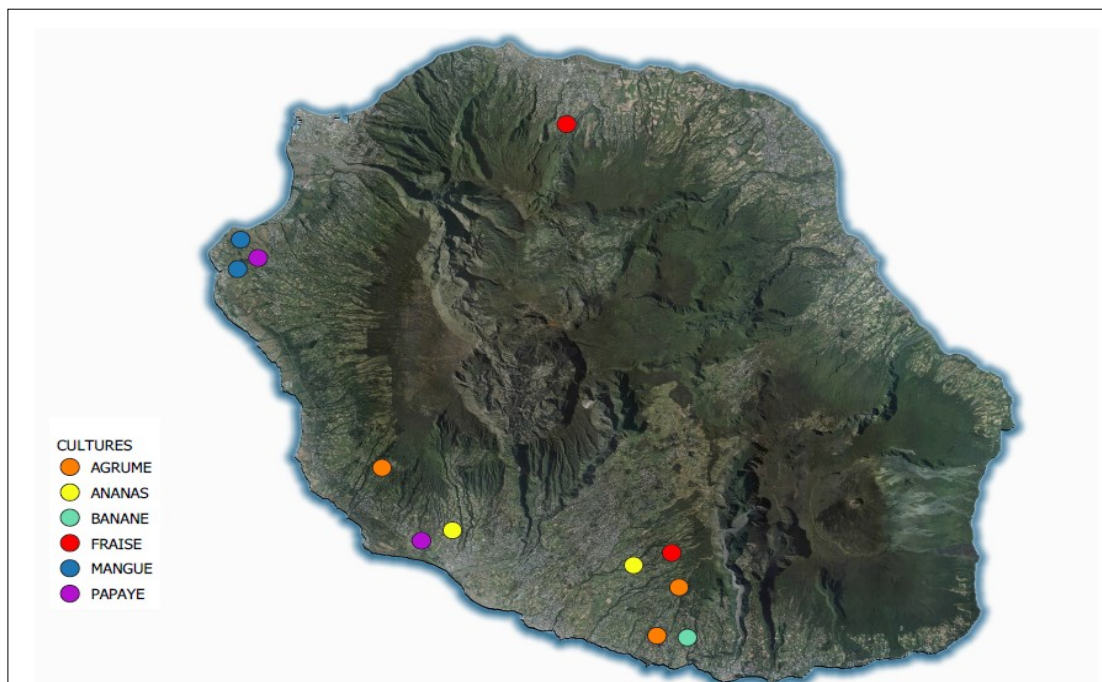 CULTURES
AGRUME
ANANAS
BANANE
FRAISE
MANGUE
PAPAYE